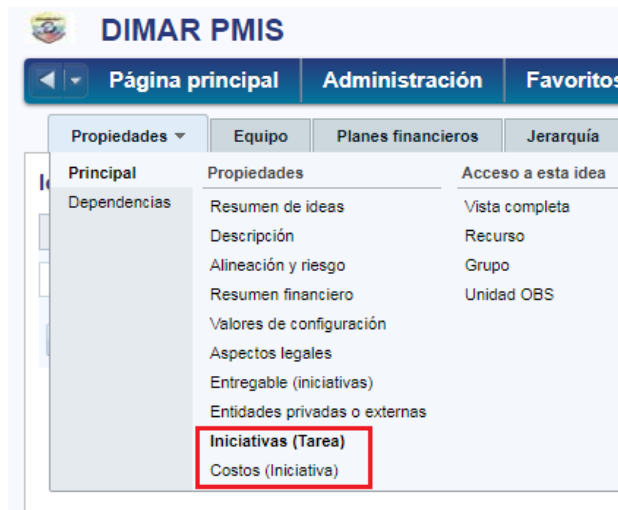 DIMAR PMIS
Página principal Administración Favoritos
Propiedades Equipo Planes financieros Jerarquía
Principal Propiedades Acceso a esta idea
Dependencias Resumen de ideas Vista completa
Descripción Recurso
Alineación y riesgo Grupo
Resumen financiero Unidad OBS
Valores de configuración
Aspectos legales
Entregable (iniciativas)
Entidades privadas o externas
Iniciativas (Tarea)
Costos (Iniciativa)